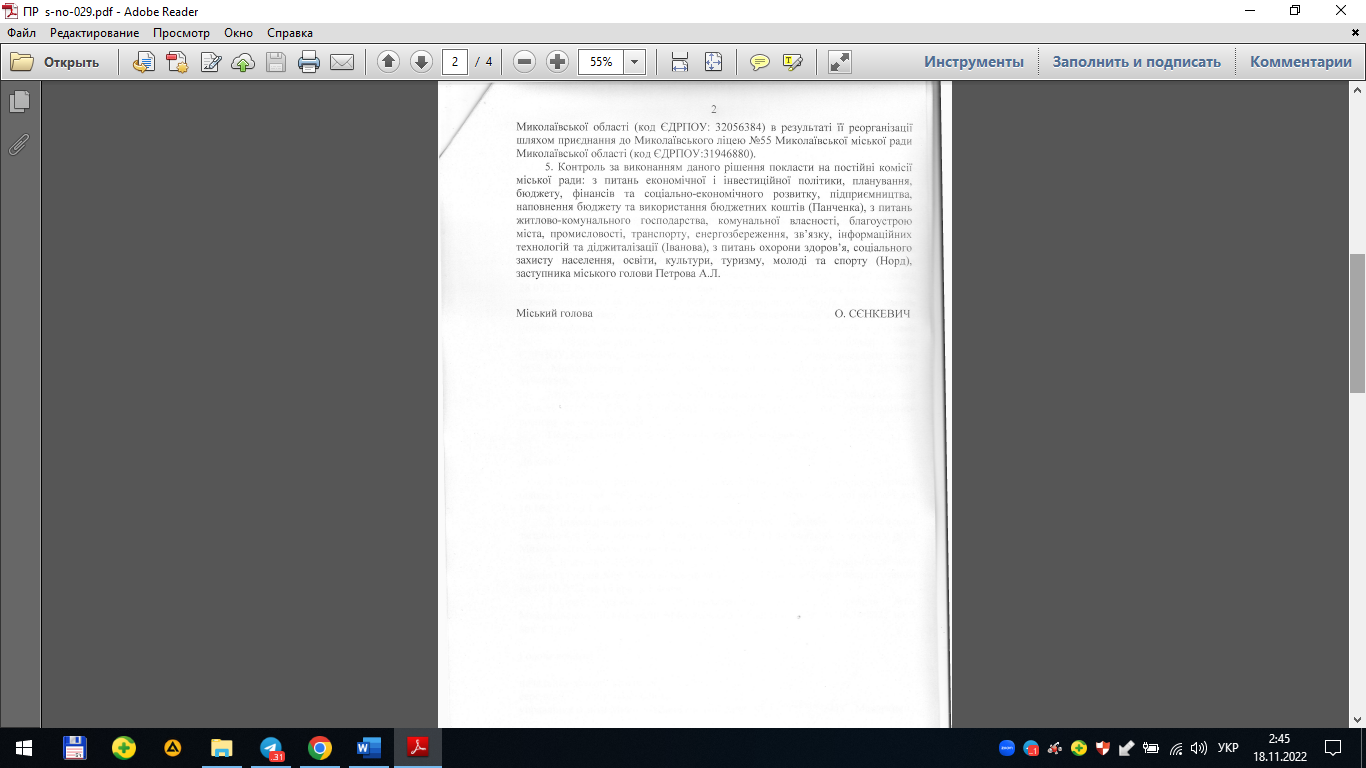 ПР s-no-029.pdf - Adobe Reader
Файл Редактирование Просмотр Окно Справка
Открыть 2 / 4 55% Инструменты Заполнить и подписать Комментарии
2
Миколаївської області (код ЄДРПОУ: 32056384) в результаті її реорганізації
шляхом приєднання до Миколаївського ліцею №55 Миколаївської міської ради
Миколаївської області (код ЄДРПОУ:31946880).
5. Контроль за виконанням даного рішення покласти на постійні комісії
міської ради: з питань економічної і інвестиційної політики, планування,
бюджету, фінансів та соціально-економічного розвитку, підприємництва,
наповнення бюджету та використання бюджетних коштів (Панченка), з питань
житлово-комунального господарства, комунальної власності, благоустрою
міста, промисловості, транспорту, енергозбереження, зв’язку, інформаційних
технологій та діджиталізації (Іванова), з питань охорони здоров’я, соціального
захисту населення, освіти, культури, туризму, молоді та спорту (Норд),
заступника міського голови Петрова А.Л.
Міський голова О. СЄНКЕВИЧ
31
УКР
2:45
18.11.2022